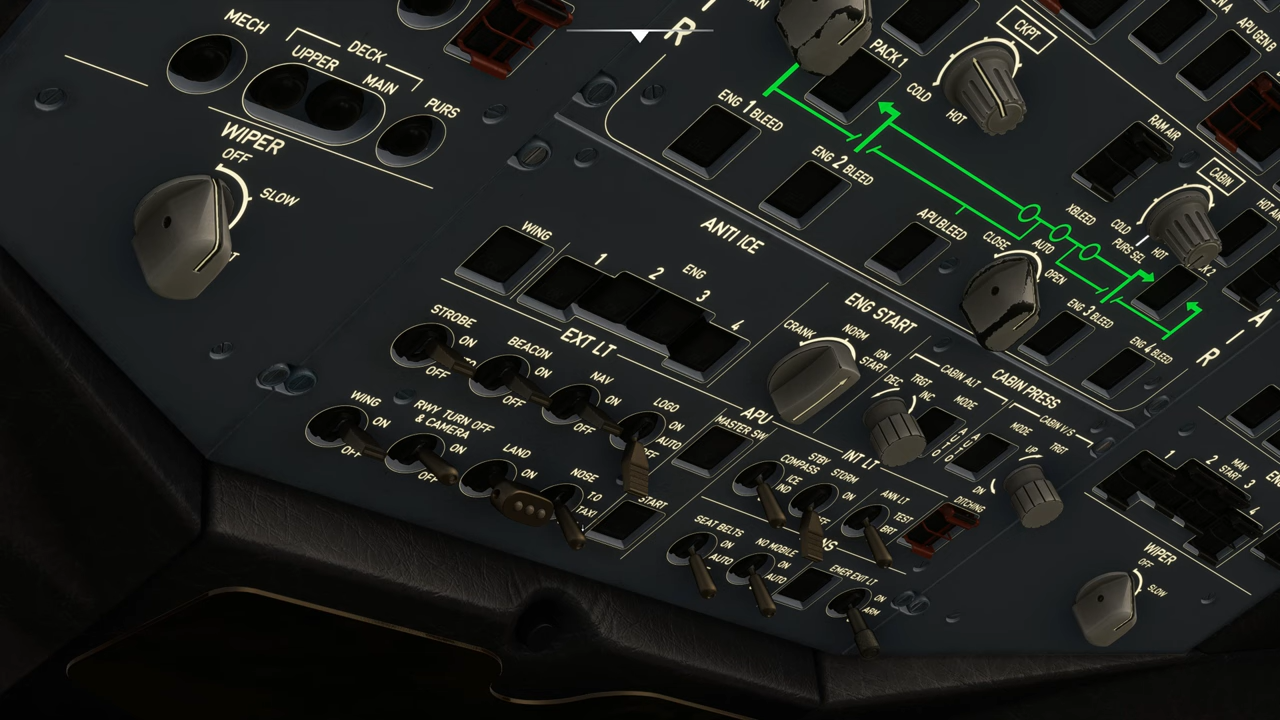 MECH
DECK
UPPER
MAIN
PURS
WIPER
OFF
SLOW
R
PACK 1
CKPT
COLD
HOT
APU GEN B
ENG 1 BLEED
ENG 2 BLEED
RAM AIR
CABIN
COLD
HOT
PURS SEL
XBLEED
APU BLEED
CLOSE
AUTO
OPEN
ENG 3 BLEED
ENG 4 BLEED
A
R
ANTI ICE
WING
1
2
ENG
3
4
ENG START
CRANK
NORM
IGN
START
EXT LT
STROBE
ON
OFF
BEACON
ON
OFF
NAV
ON
OFF
LOGO
ON
AUTO
WING
ON
OFF
RWY TURN OFF
& CAMERA
ON
OFF
LAND
ON
NOSE
TO
TAXI
APU
MASTER SW
START
CABIN PRESS
CABIN ALT
TRGT
MODE
DEC
INC
AUTO
CABIN V/S
MODE
TRGT
AUTO
UP
DN
DITCHING
INT LT
STBY
COMPASS
ICE
IND
STORM
ON
ANN LT
TEST
BRT
SEAT BELTS
ON
AUTO
NO MOBILE
ON
AUTO
EMER EXIT LT
ON
ARM
1
2
MAN
START
3
4
WIPER
OFF
SLOW